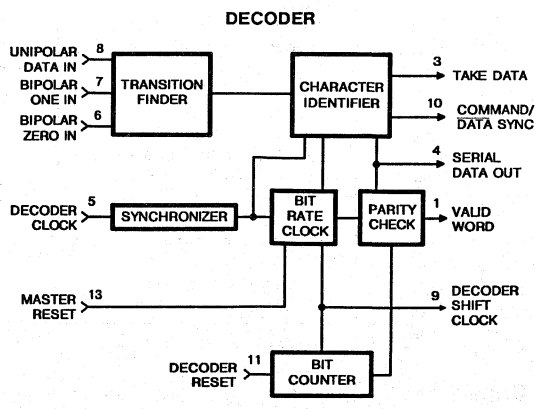 DECODER
UNIPOLAR
DATA IN
8
BIPOLAR
ONE IN
7
BIPOLAR
ZERO IN
6
TRANSITION
FINDER
CHARACTER
IDENTIFIER
3
TAKE DATA
10
COMMAND/
DATA SYNC
4
SERIAL
DATA OUT
DECODER
CLOCK
5
SYNCHRONIZER
BIT
RATE
CLOCK
PARITY
CHECK
1
VALID
WORD
MASTER
RESET
13
9
DECODER
SHIFT
CLOCK
DECODER
RESET
11
BIT
COUNTER